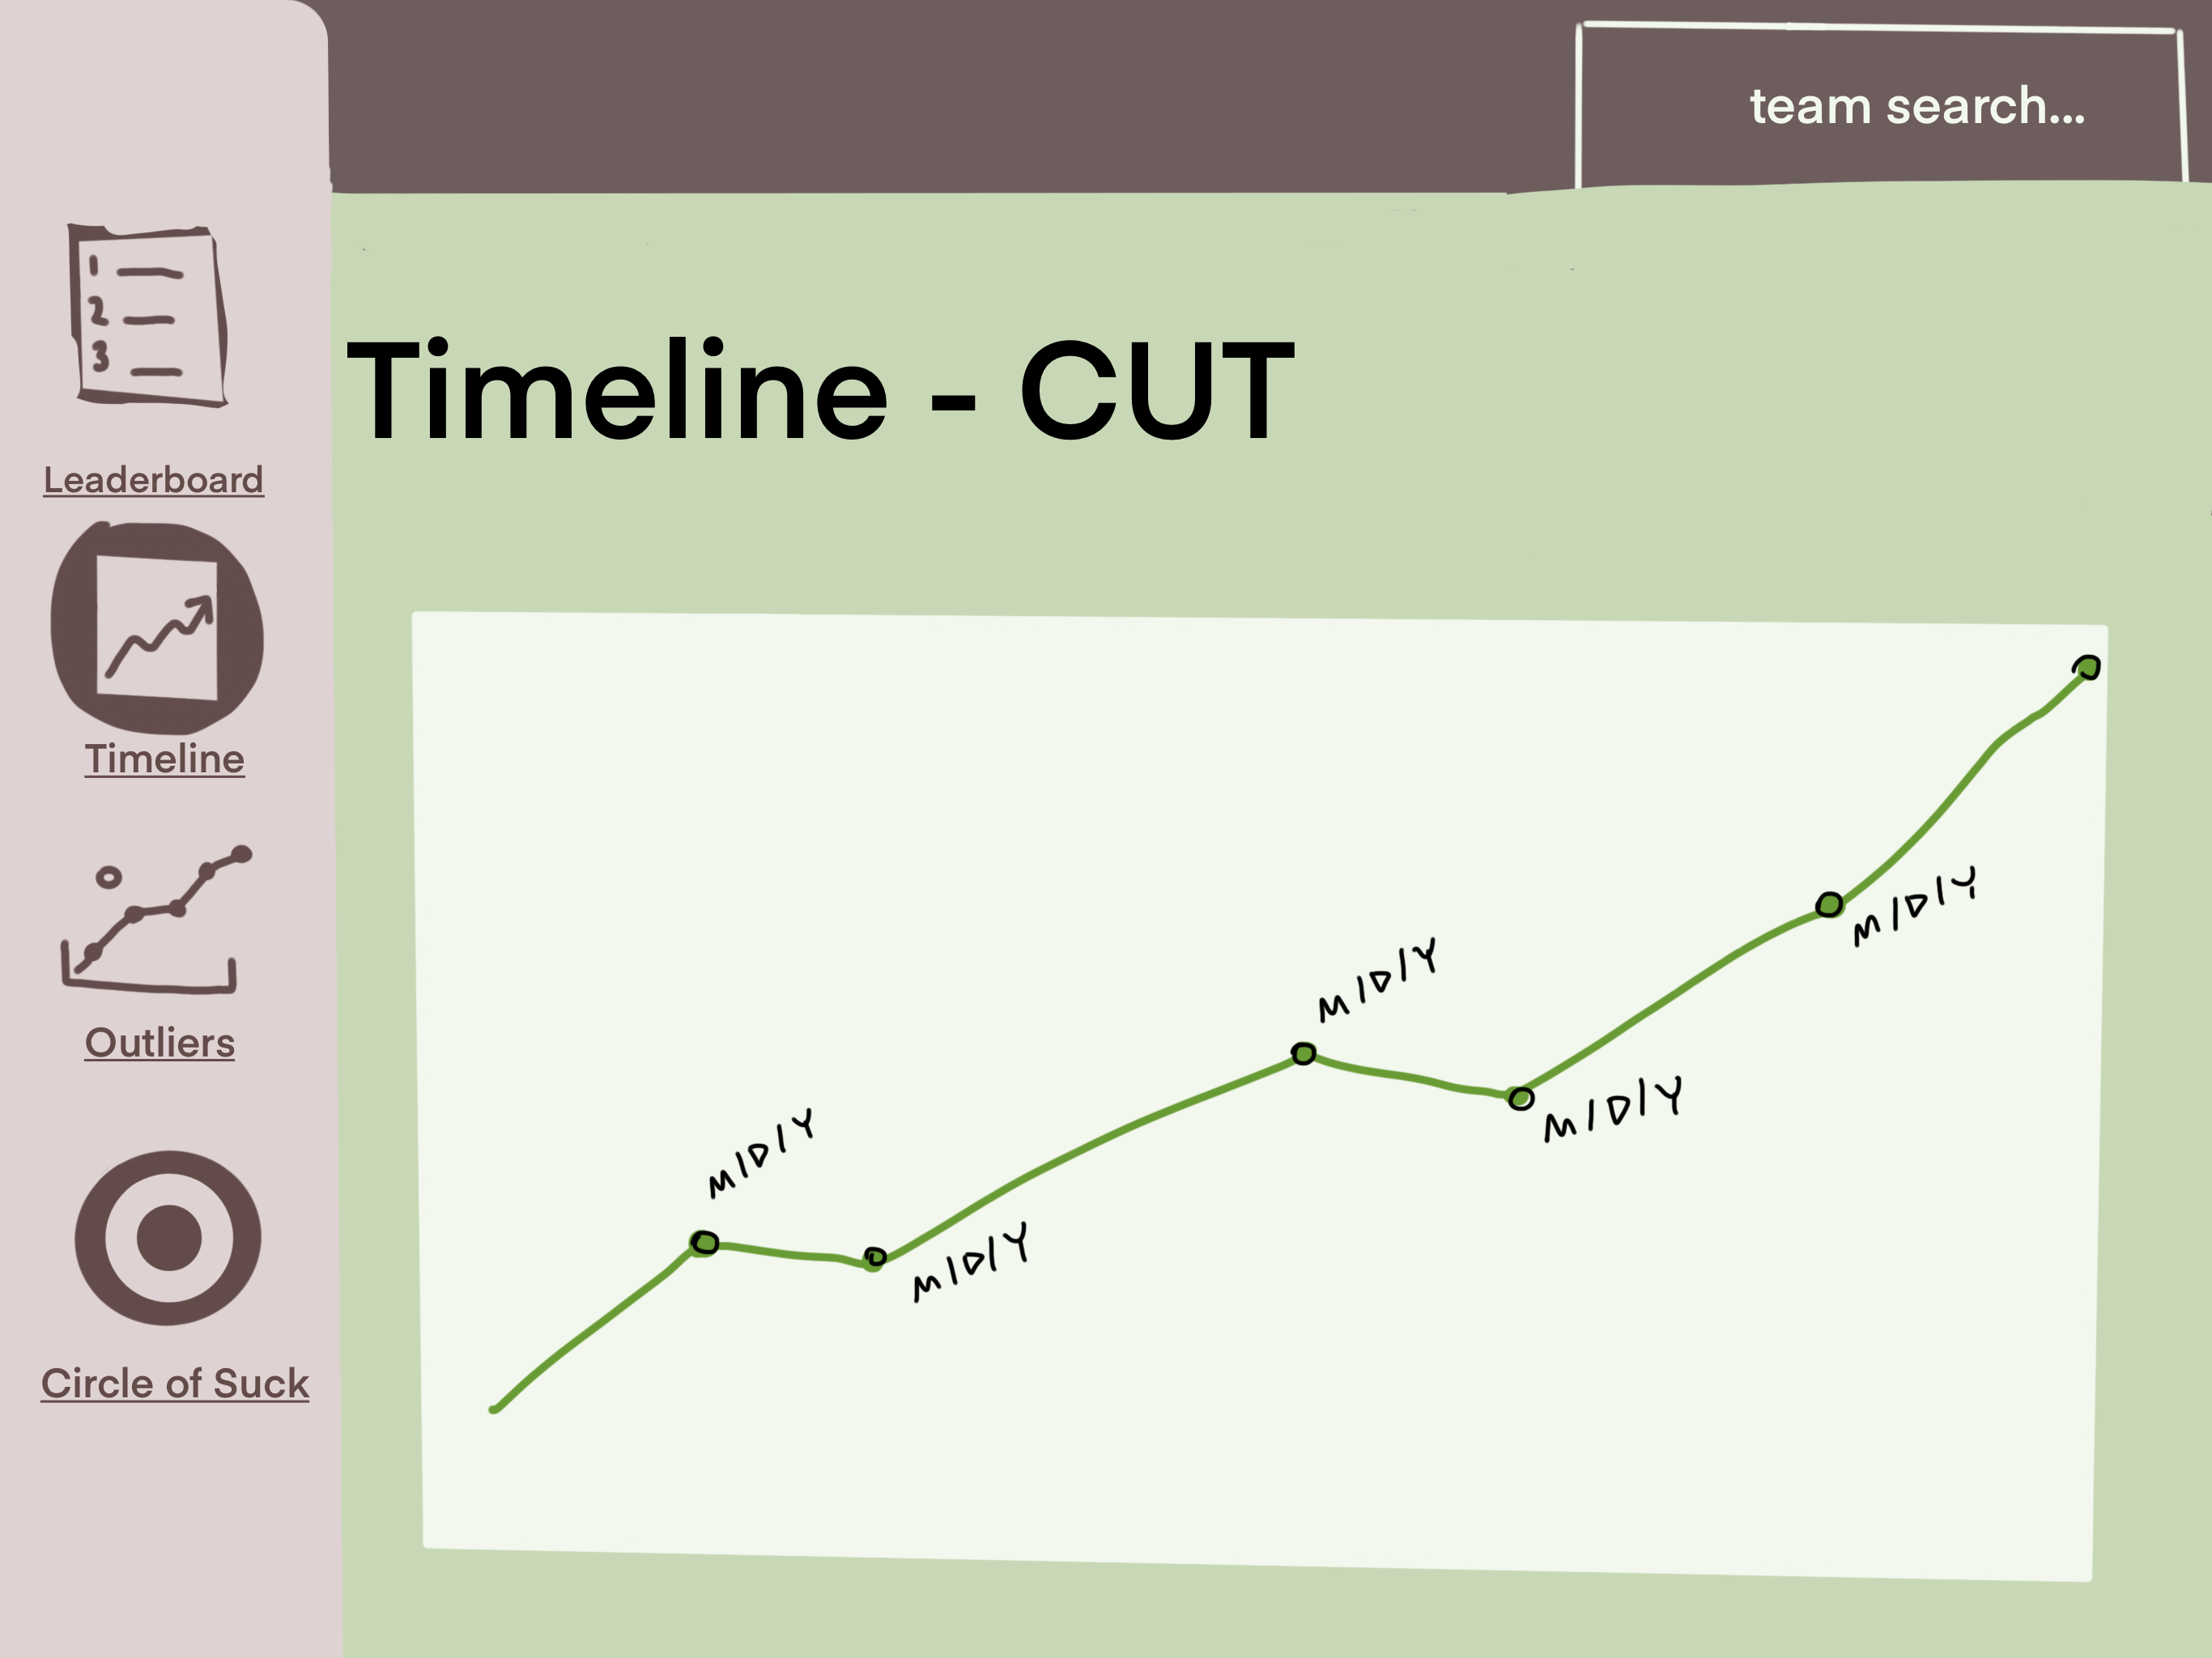 team search...
1
2
3
Leaderboard
Timeline
Outliers
Circle of Suck
Timeline - CUT
M/D/Y
M/D/Y
M/D/Y
M/D/Y
M/D/Y